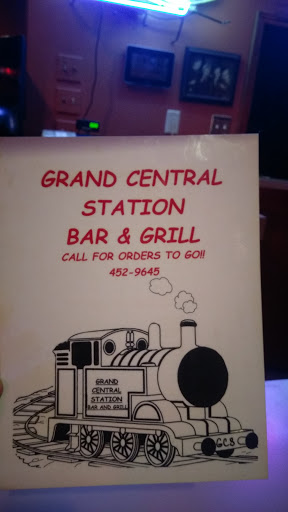 GRAND CENTRAL
STATION
BAR & GRILL
CALL FOR ORDERS TO GO!!
452-9645
GRAND
CENTRAL
STATION
BAR AND GRILL
G.C.S